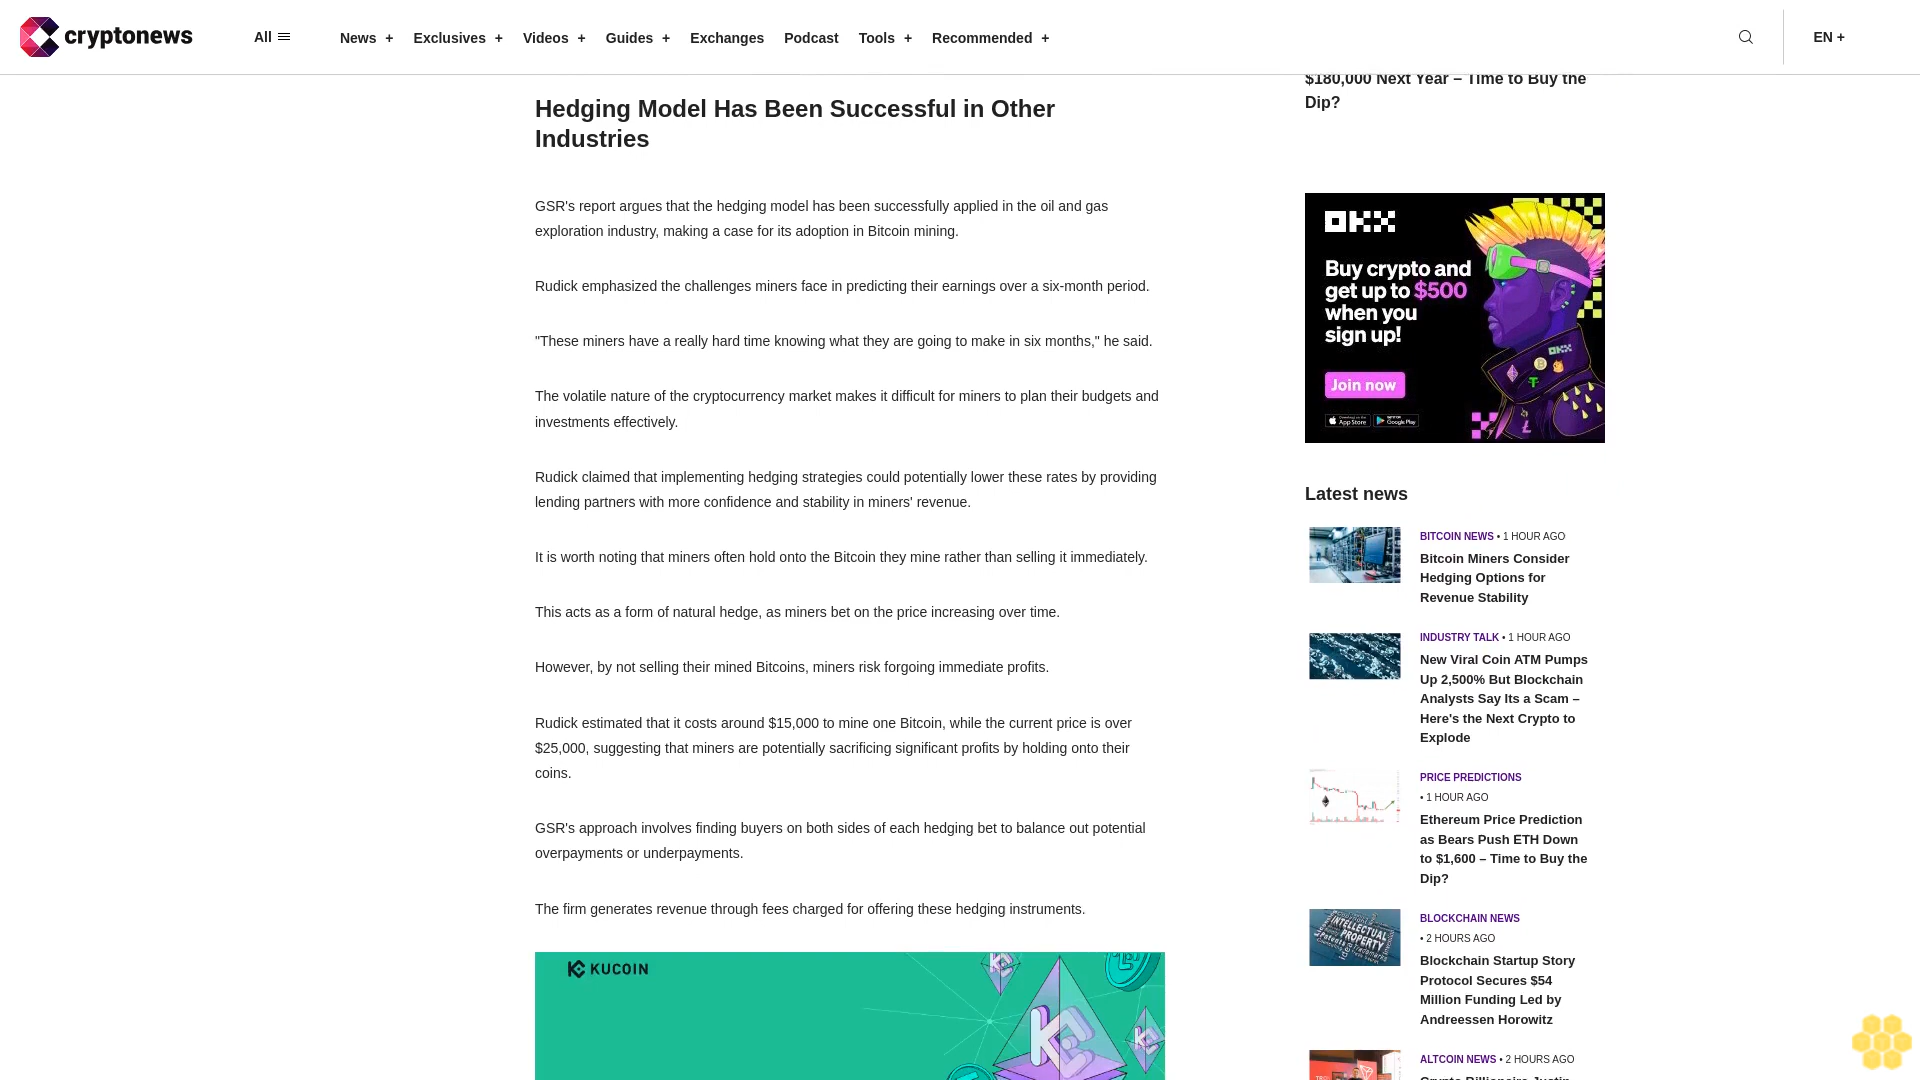 cryptonews
All
News +
Exclusives +
Videos +
Guides +
Exchanges
Podcast
Tools +
Recommended +
EN +
Hedging Model Has Been Successful in Other
Industries
GSR's report argues that the hedging model has been successfully applied in the oil and gas
exploration industry, making a case for its adoption in Bitcoin mining.
Rudick emphasized the challenges miners face in predicting their earnings over a six-month period.
"These miners have a really hard time knowing what they are going to make in six months," he said.
The volatile nature of the cryptocurrency market makes it difficult for miners to plan their budgets and
investments effectively.
Rudick claimed that implementing hedging strategies could potentially lower these rates by providing
lending partners with more confidence and stability in miners' revenue.
It is worth noting that miners often hold onto the Bitcoin they mine rather than selling it immediately.
This acts as a form of natural hedge, as miners bet on the price increasing over time.
However, by not selling their mined Bitcoins, miners risk forgoing immediate profits.
Rudick estimated that it costs around $15,000 to mine one Bitcoin, while the current price is over
$25,000, suggesting that miners are potentially sacrificing significant profits by holding onto their
coins.
GSR's approach involves finding buyers on both sides of each hedging bet to balance out potential
overpayments or underpayments.
The firm generates revenue through fees charged for offering these hedging instruments.
KUCOIN
$180,000 Next Year – Time to Buy the
Dip?
OKX
Buy crypto and
get up to $500
when you
sign up!
Join now
App Store
Google Play
OKX
Latest news
BITCOIN NEWS • 1 HOUR AGO
Bitcoin Miners Consider
Hedging Options for
Revenue Stability
INDUSTRY TALK • 1 HOUR AGO
New Viral Coin ATM Pumps
Up 2,500% But Blockchain
Analysts Say Its a Scam –
Here's the Next Crypto to
Explode
PRICE PREDICTIONS
• 1 HOUR AGO
Ethereum Price Prediction
as Bears Push ETH Down
to $1,600 – Time to Buy the
Dip?
INTELLECTUAL
PROPERTY
Patents
Trademarks
BLOCKCHAIN NEWS
• 2 HOURS AGO
Blockchain Startup Story
Protocol Secures $54
Million Funding Led by
Andreessen Horowitz
ALTCOIN NEWS • 2 HOURS AGO
Crypto Billionaire Justin